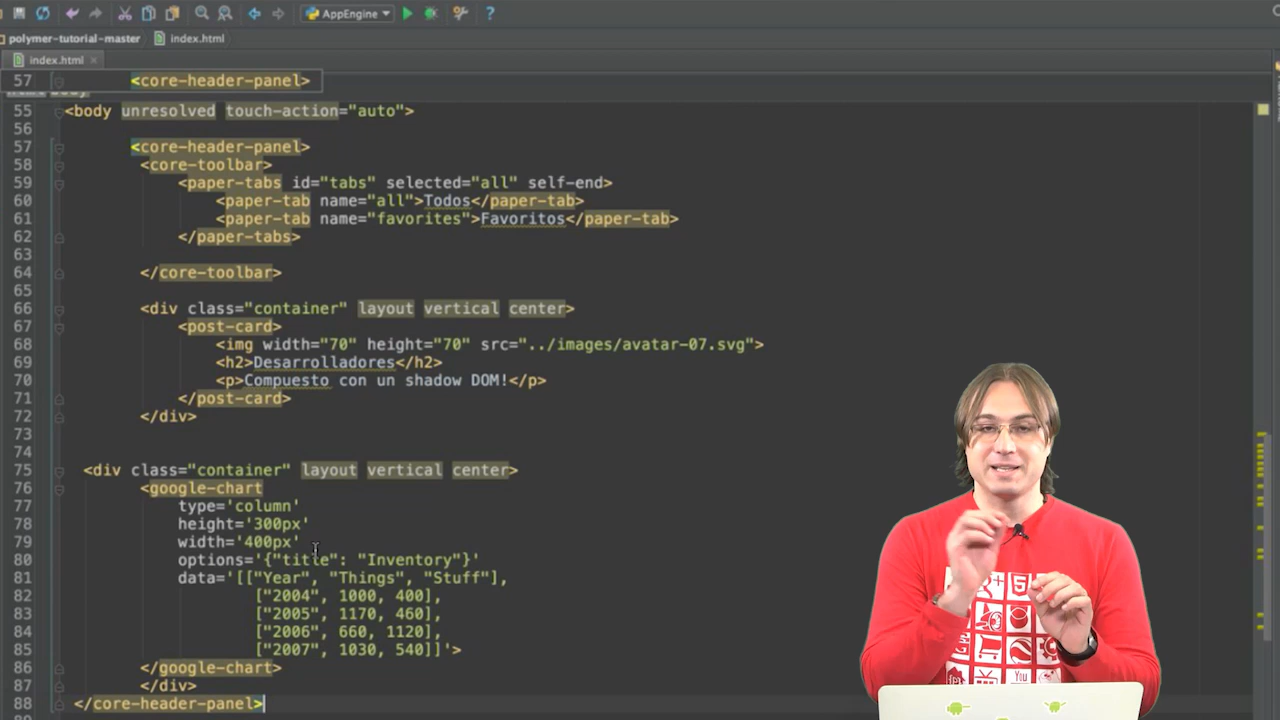 AppEngine
polymer-tutorial-master index.html
index.html
57 <core-header-panel>
55 <body unresolved touch-action="auto">
56
57 <core-header-panel>
58 <core-toolbar>
59 <paper-tabs id="tabs" selected="all" self-end>
60 <paper-tab name="all">Todos</paper-tab>
61 <paper-tab name="favorites">Favoritos</paper-tab>
62 </paper-tabs>
63
64 </core-toolbar>
65
66 <div class="container" layout vertical center>
67 <post-card>
68 <img width="70" height="70" src="../images/avatar-07.svg">
69 <h2>Desarrolladores</h2>
70 <p>Compuesto con un shadow DOM!</p>
71 </post-card>
72 </div>
73
74
75 <div class="container" layout vertical center>
76 <google-chart
77 type='column'
78 height='300px'
79 width='400px'
80 options='{"title": "Inventory"}'
81 data='[["Year", "Things", "Stuff"],
82 ["2004", 1000, 400],
83 ["2005", 1170, 460],
84 ["2006", 660, 1120],
85 ["2007", 1030, 540]]'>
86 </google-chart>
87 </div>
88 </core-header-panel>
You